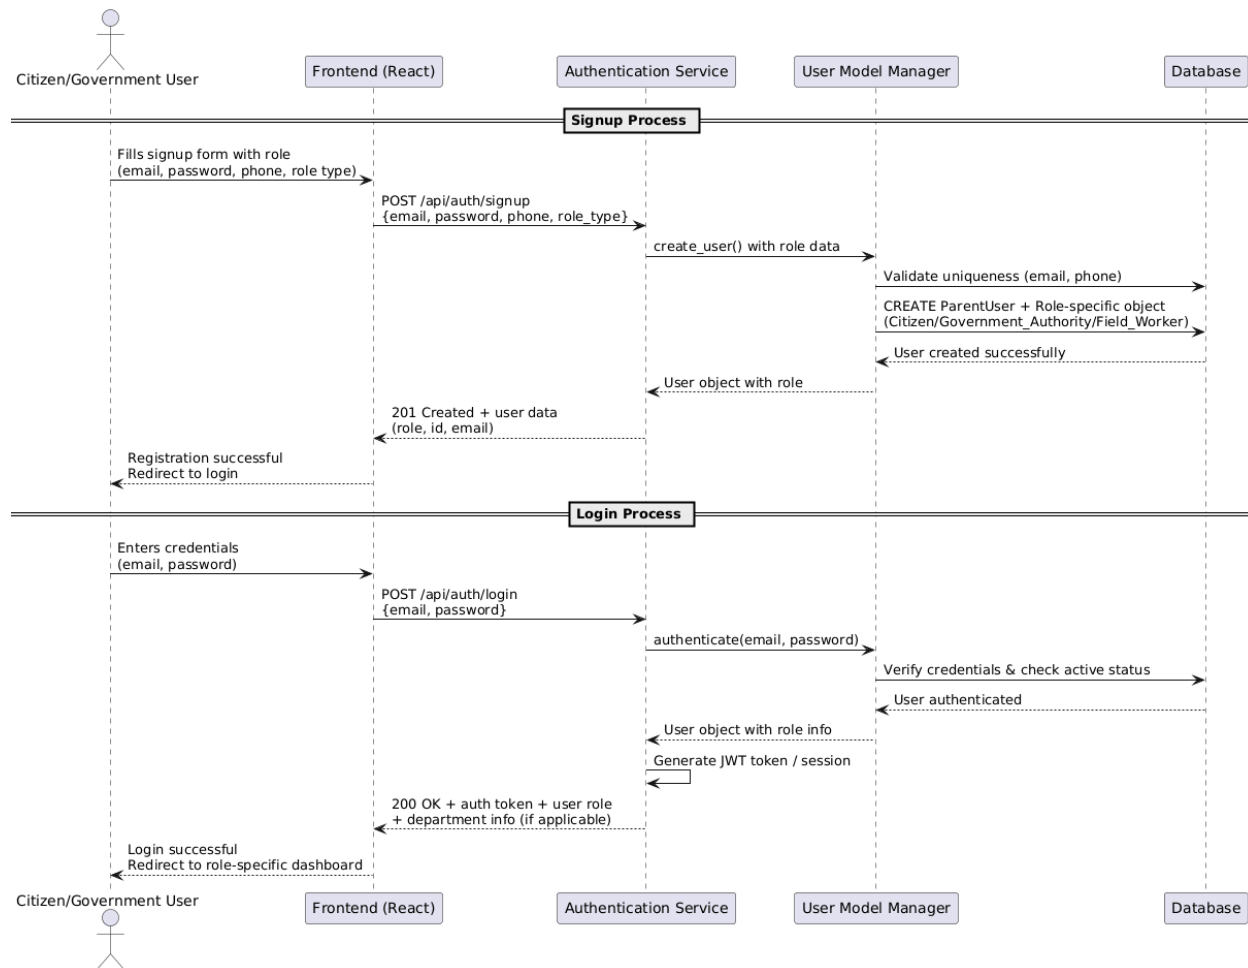 Citizen/Government User
Frontend (React)
Authentication Service
User Model Manager
Database
Signup Process
Fills signup form with role
(email, password, phone, role type)
POST /api/auth/signup
{email, password, phone, role_type}
create_user() with role data
Validate uniqueness (email, phone)
CREATE ParentUser + Role-specific object
(Citizen/Government_Authority/Field_Worker)
User created successfully
User object with role
201 Created + user data
(role, id, email)
Registration successful
Redirect to login
Login Process
Enters credentials
(email, password)
POST /api/auth/login
{email, password}
authenticate(email, password)
Verify credentials & check active status
User authenticated
User object with role info
Generate JWT token / session
200 OK + auth token + user role
+ department info (if applicable)
Login successful
Redirect to role-specific dashboard
Citizen/Government User
Frontend (React)
Authentication Service
User Model Manager
Database